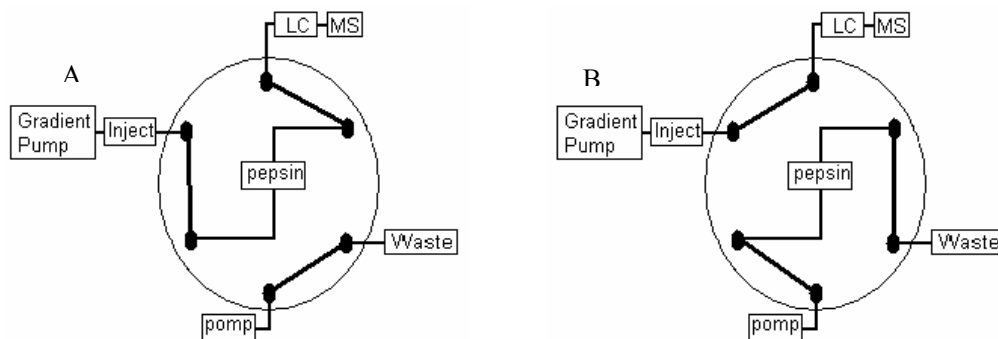 LC MS
A
Gradient
Pump
Inject
pepsin
Waste
pomp
LC MS
B
Gradient
Pump
Inject
pepsin
Waste
pomp